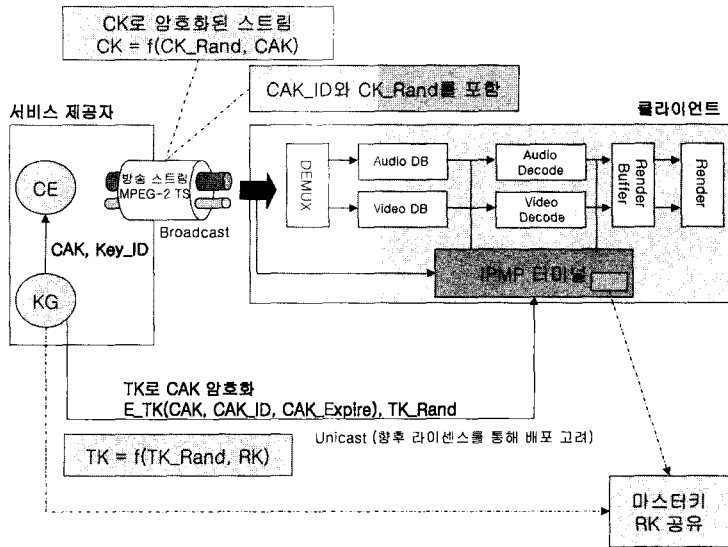 CK로 암호화된 스트림
CK = f(CK_Rand, CAK)
CAK_ID와 CK_Rand를 포함
서비스 제공자
클라이언트
CE
방송 스트림
MPEG-2 TS
Broadcast
CAK, Key_ID
KG
DEMUX
Audio DB
Video DB
Audio
Decode
Video
Decode
Render
Buffer
Render
IPMP 터미널
TK로 CAK 암호화
E_TK(CAK, CAK_ID, CAK_Expire), TK_Rand
Unicast (향후 라이센스를 통해 배포 고려)
TK = f(TK_Rand, RK)
마스터키
RK 공유